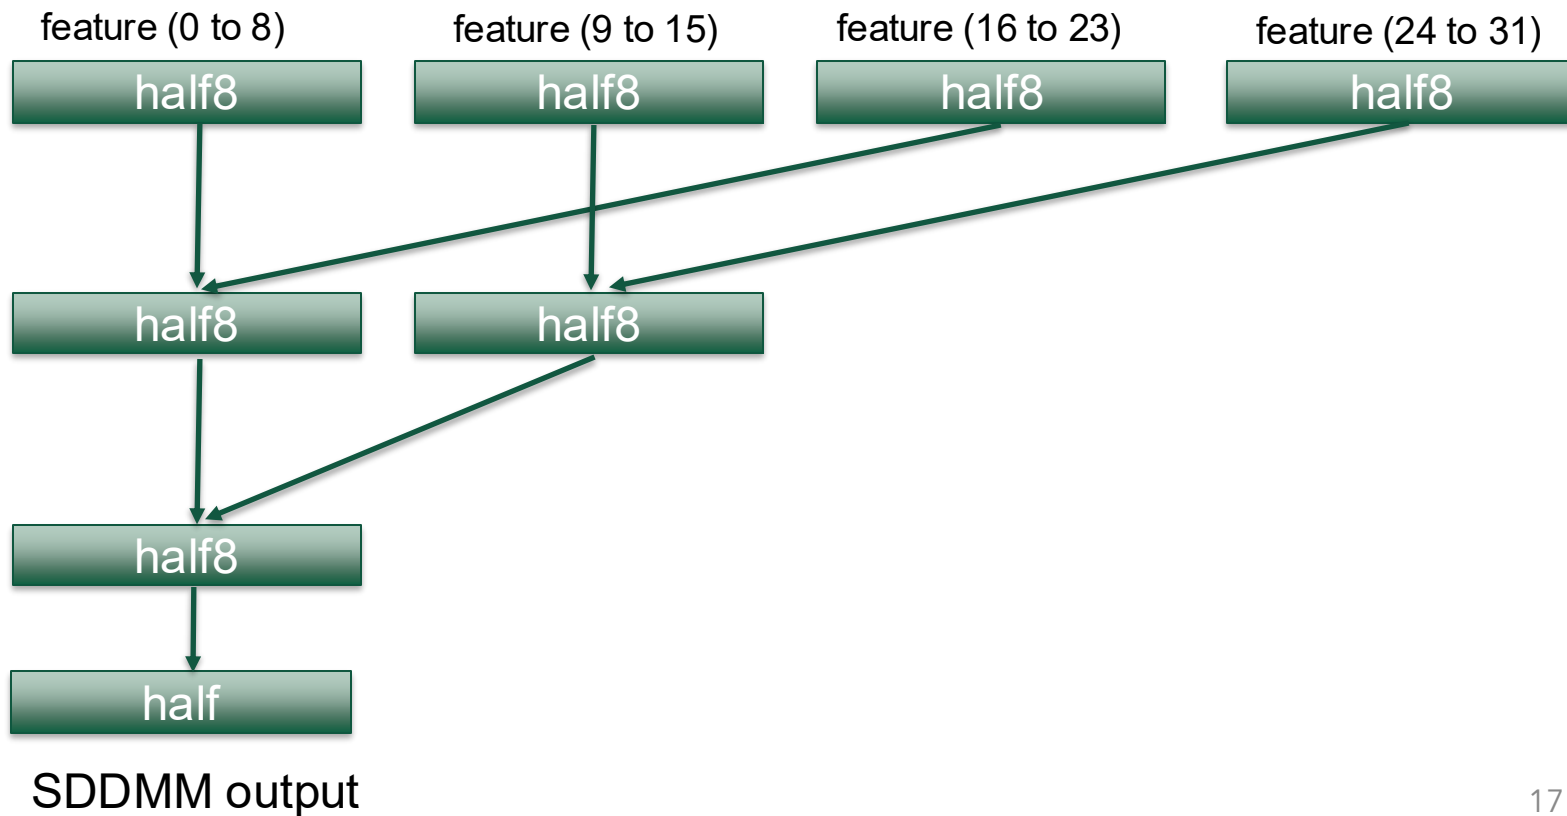 feature (0 to 8)
feature (9 to 15)
feature (16 to 23)
feature (24 to 31)
half8
half8
half8
half8
half8
half8
half8
half
SDDMM output
17